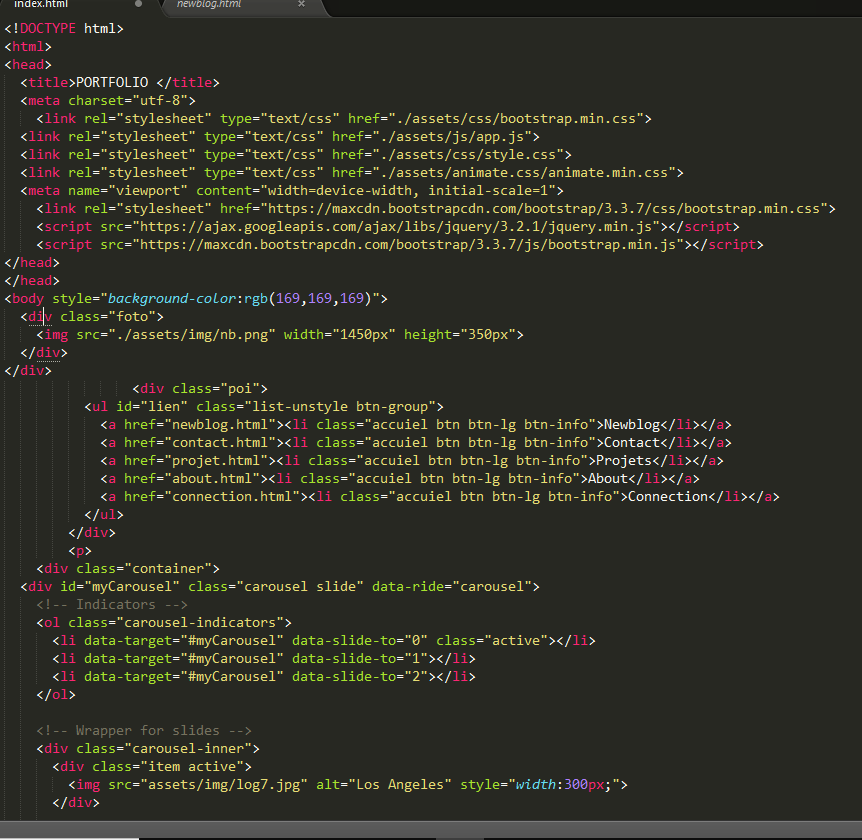 index.html newblog.html ×
<!DOCTYPE html>
<html>
<head>
<title>PORTFOLIO </title>
<meta charset="utf-8">
<link rel="stylesheet" type="text/css" href="./assets/css/bootstrap.min.css">
<link rel="stylesheet" type="text/css" href="./assets/js/app.js">
<link rel="stylesheet" type="text/css" href="./assets/css/style.css">
<link rel="stylesheet" type="text/css" href="./assets/animate.css/animate.min.css">
<meta name="viewport" content="width=device-width, initial-scale=1">
<link rel="stylesheet" href="https://maxcdn.bootstrapcdn.com/bootstrap/3.3.7/css/bootstrap.min.css">
<script src="https://ajax.googleapis.com/ajax/libs/jquery/3.2.1/jquery.min.js"></script>
<script src="https://maxcdn.bootstrapcdn.com/bootstrap/3.3.7/js/bootstrap.min.js"></script>
</head>
</head>
<body style="background-color:rgb(169,169,169)">
<div class="foto">
<img src="./assets/img/nb.png" width="1450px" height="350px">
</div>
</div>
<div class="poi">
<ul id="lien" class="list-unstyle btn-group">
<a href="newblog.html"><li class="accuiel btn btn-lg btn-info">Newblog</li></a>
<a href="contact.html"><li class="accuiel btn btn-lg btn-info">Contact</li></a>
<a href="projet.html"><li class="accuiel btn btn-lg btn-info">Projets</li></a>
<a href="about.html"><li class="accuiel btn btn-lg btn-info">About</li></a>
<a href="connection.html"><li class="accuiel btn btn-lg btn-info">Connection</li></a>
</ul>
</div>
<p>
<div class="container">
<div id="myCarousel" class="carousel slide" data-ride="carousel">
<!-- Indicators -->
<ol class="carousel-indicators">
<li data-target="#myCarousel" data-slide-to="0" class="active"></li>
<li data-target="#myCarousel" data-slide-to="1"></li>
<li data-target="#myCarousel" data-slide-to="2"></li>
</ol>
<!-- Wrapper for slides -->
<div class="carousel-inner">
<div class="item active">
<img src="assets/img/log7.jpg" alt="Los Angeles" style="width:300px;">
</div>